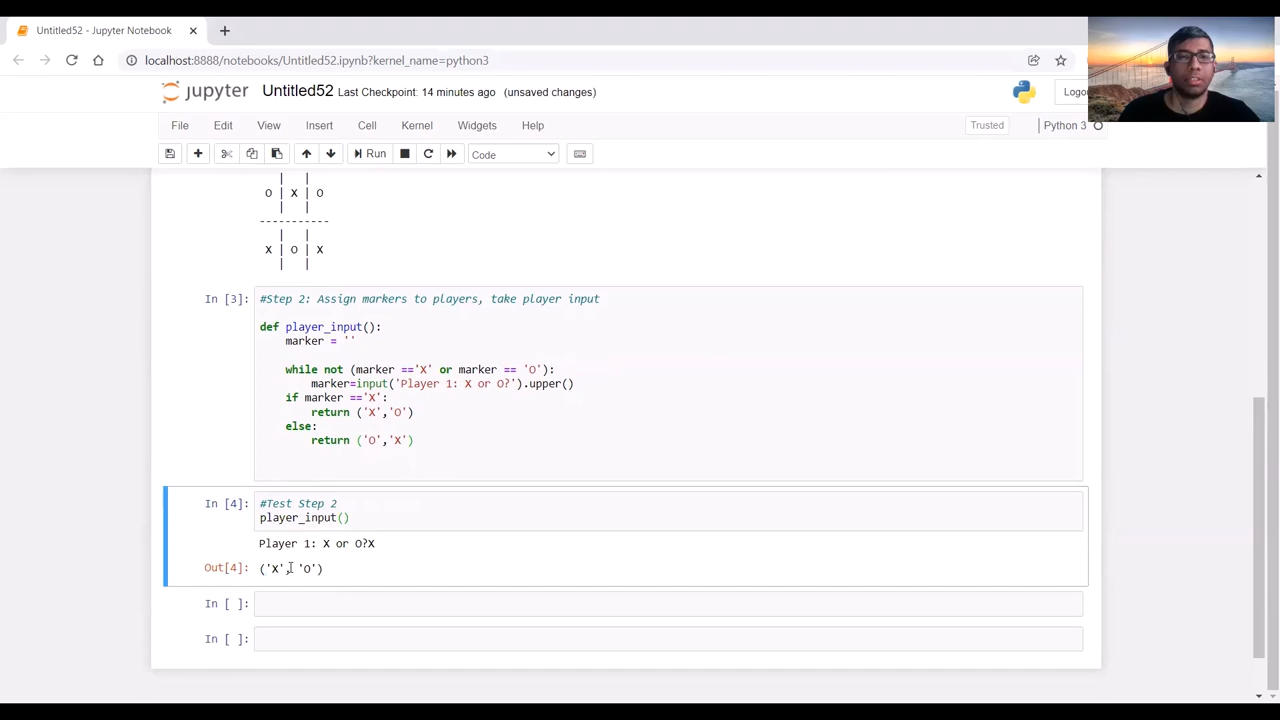 Untitled52 - Jupyter Notebook
localhost:8888/notebooks/Untitled52.ipynb?kernel_name=python3
jupyter Untitled52 Last Checkpoint: 14 minutes ago (unsaved changes)
Logo
File Edit View Insert Cell Kernel Widgets Help
Trusted
Python 3
Run
Code
| |
O | X | O
| |
-----------
| |
X | O | X
| |
In [3]:
#Step 2: Assign markers to players, take player input
def player_input():
marker = ''
while not (marker =='X' or marker == 'O'):
marker=input('Player 1: X or O?').upper()
if marker =='X':
return ('X','O')
else:
return ('O','X')
In [4]:
#Test Step 2
player_input()
Player 1: X or O?X
Out[4]:
('X', 'O')
In [ ]:
In [ ]: